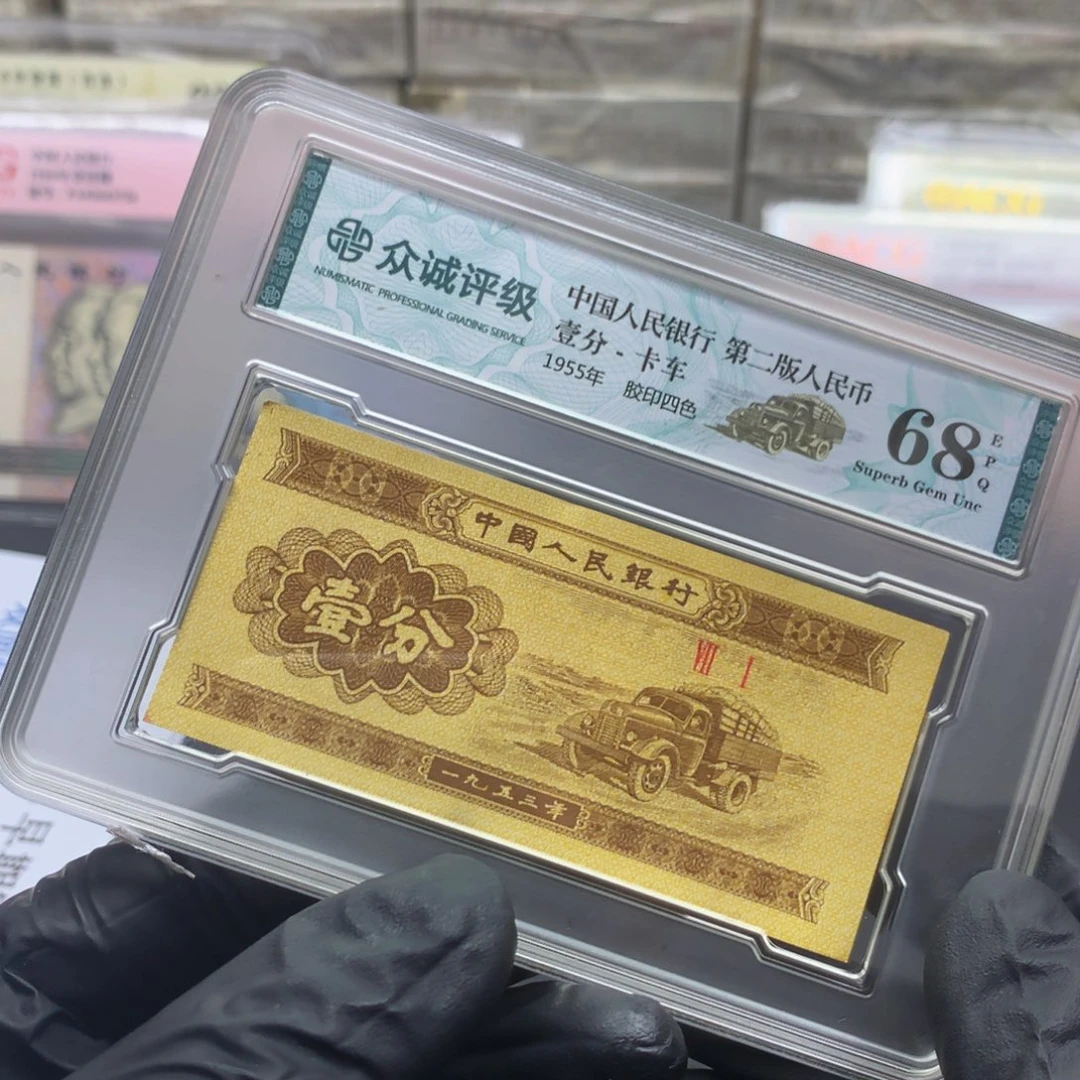 众诚评级
NUMISMATIC PROFESSIONAL GRADING SERVICE
中国人民银行 第二版人民币
壹分·卡车
1955年 胶印四色
68
EPQ
Superb Gem Unc
中國人民銀行
壹分
VIII I
一九五三年